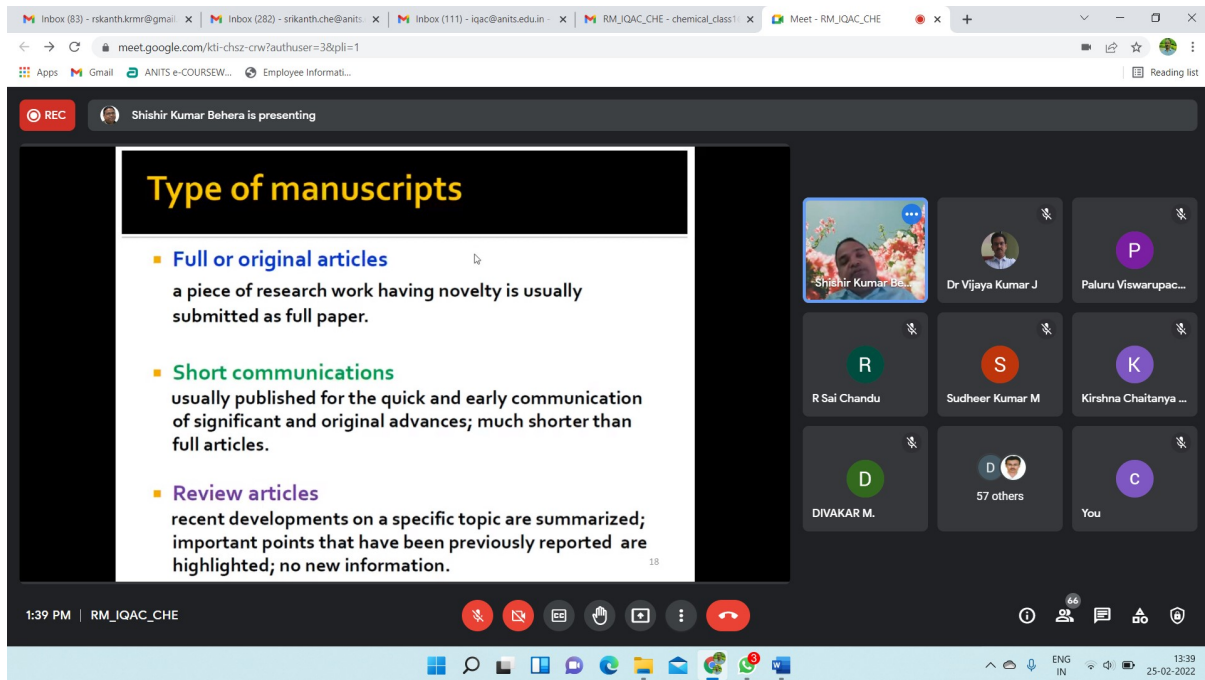 Inbox (83) - rskanth.krmr@gmail
Inbox (282) - srikanth.che@anits.
Inbox (111) - iqac@anits.edu.in -
RM_IQAC_CHE - chemical_class1
Meet - RM_IQAC_CHE
meet.google.com/kti-chsz-crw?authuser=3&pli=1
Apps
Gmail
ANITS e-COURSEW...
Employee Informati...
Reading list
REC
Shishir Kumar Behera is presenting
Type of manuscripts
Full or original articles
a piece of research work having novelty is usually
submitted as full paper.
Short communications
usually published for the quick and early communication
of significant and original advances; much shorter than
full articles.
Review articles
recent developments on a specific topic are summarized;
important points that have been previously reported are
highlighted; no new information.
18
Shishir Kumar Be...
Dr Vijaya Kumar J
P
Paluru Viswarupac...
R
R Sai Chandu
S
Sudheer Kumar M
K
Kirshna Chaitanya ...
D
DIVAKAR M.
D
57 others
c
You
1:39 PM | RM_IQAC_CHE
CC
66
3
W
ENG
IN
13:39
25-02-2022